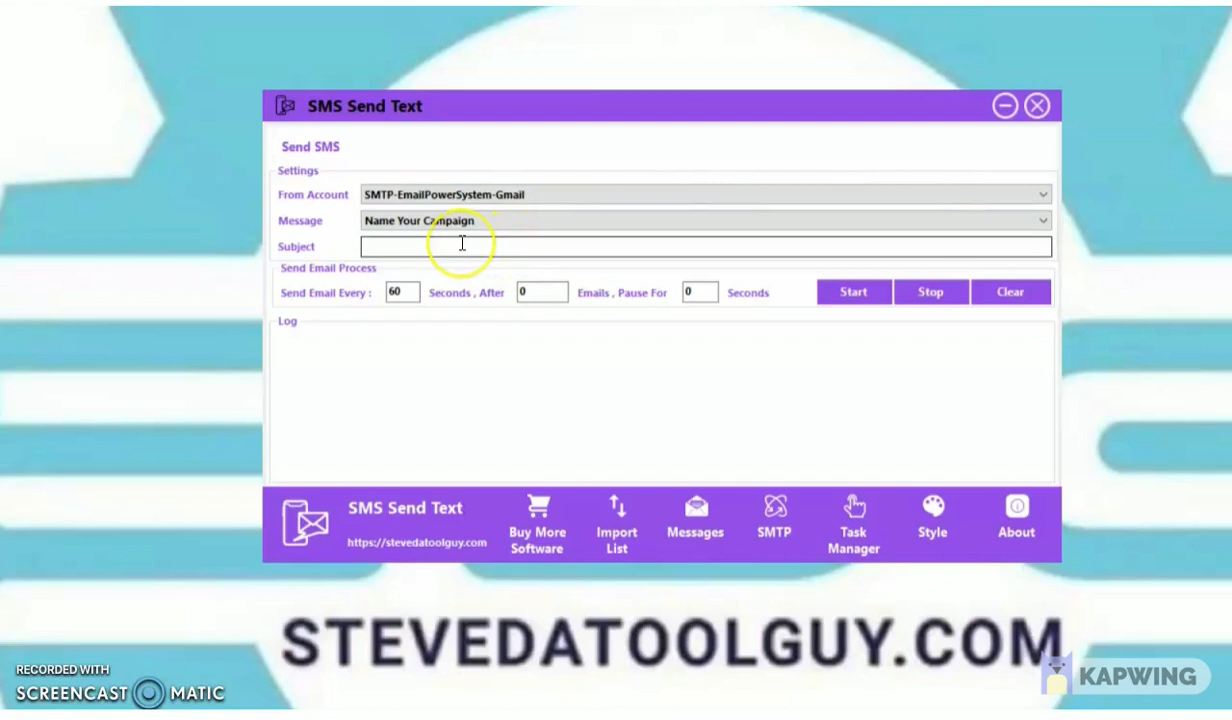 SMS Send Text
Send SMS
Settings
From Account SMTP-EmailPowerSystem-Gmail
Message Name Your Campaign
Subject
Send Email Process
Send Email Every : 60 Seconds , After 0 Emails , Pause For 0 Seconds Start Stop Clear
Log
SMS Send Text
https://stevedatoolguy.com
Buy More
Software
Import
List
Messages
SMTP
Task
Manager
Style
About
STEVEDATOOLGUY.COM
RECORDED WITH
SCREENCAST MATIC
KAPWING